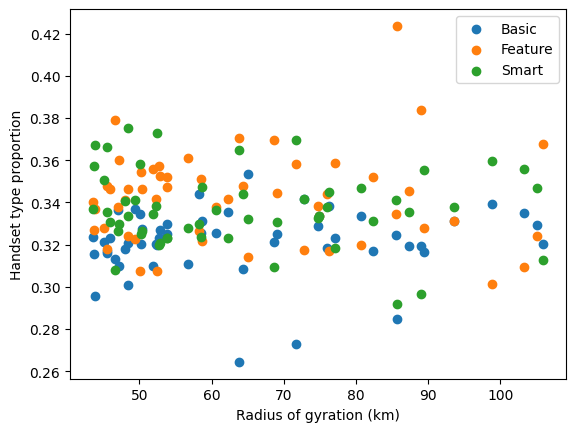 Basic
Feature
Smart
Handset type proportion
0.42
0.40
0.38
0.36
0.34
0.32
0.30
0.28
0.26
50 60 70 80 90 100
Radius of gyration (km)